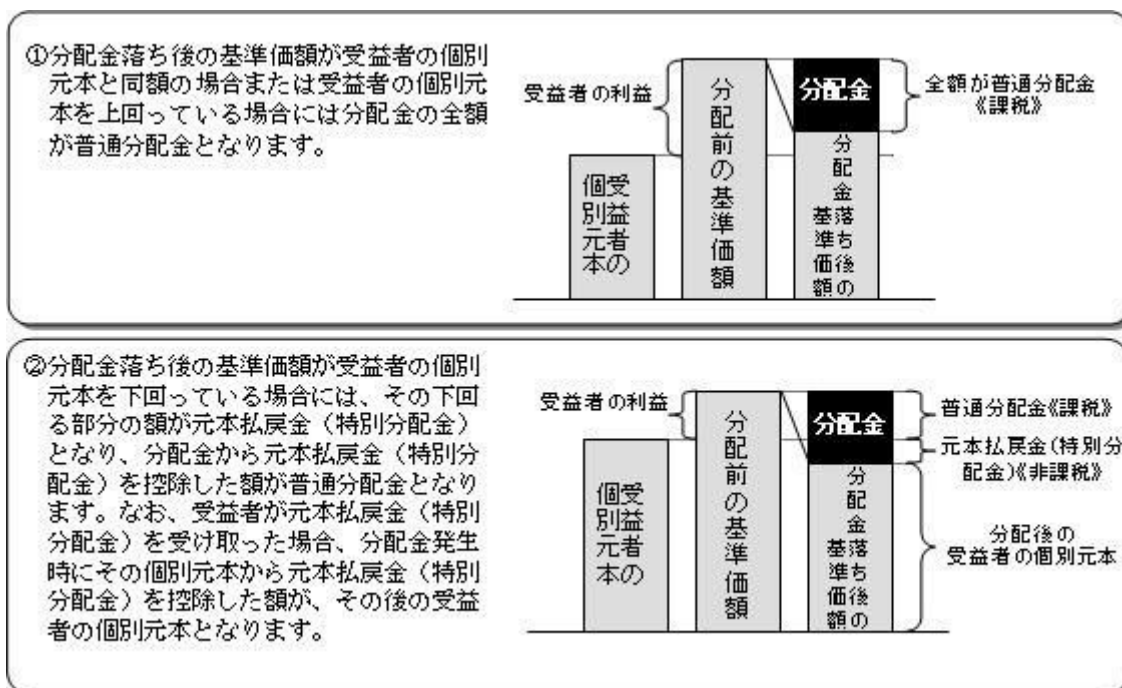 ①分配金落ち後の基準価額が受益者の個別
元本と同額の場合または受益者の個別元
本を上回っている場合には分配金の全額
が普通分配金となります。
受益者の利益
受益者の
個別元本
分配前の基準価額
分配金
分配金落ち後の
基準価額
全額が普通分配金
《課税》
②分配金落ち後の基準価額が受益者の個別
元本を下回っている場合には、その下回
る部分の額が元本払戻金（特別分配金）
となり、分配金から元本払戻金（特別分
配金）を控除した額が普通分配金となり
ます。なお、受益者が元本払戻金（特別
分配金）を受け取った場合、分配金発生
時にその個別元本から元本払戻金（特別
分配金）を控除した額が、その後の受益
者の個別元本となります。
受益者の利益
受益者の
個別元本
分配前の基準価額
分配金
分配金落ち後の
基準価額
普通分配金《課税》
元本払戻金(特別分
配金)《非課税》
分配後の
受益者の個別元本